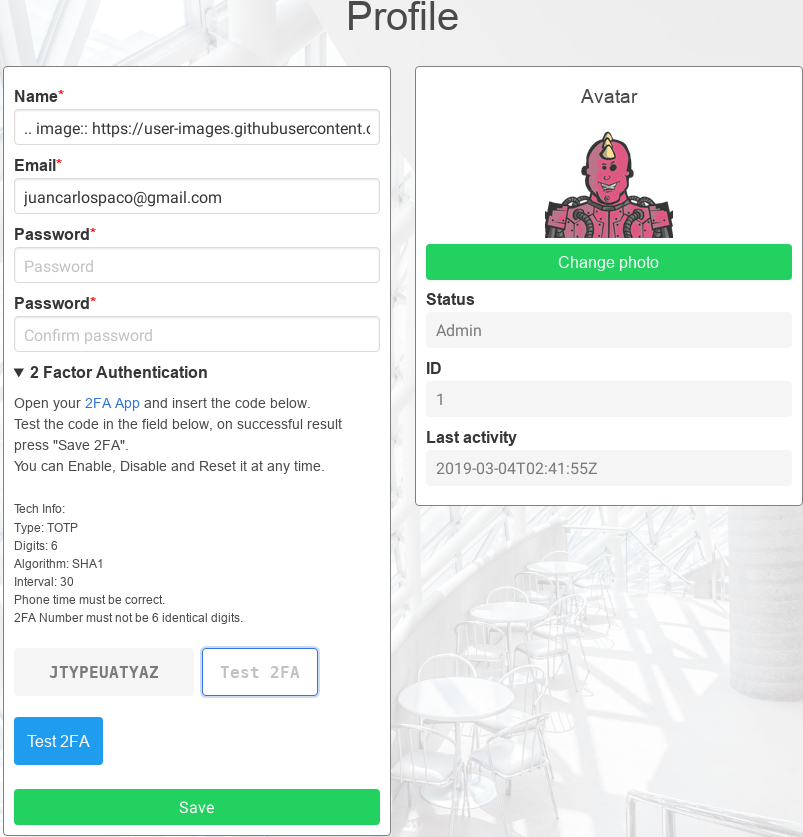 Profile
Name*
.. image:: https://user-images.githubusercontent.c
Email*
juancarlospaco@gmail.com
Password*
Password
Password*
Confirm password
▼ 2 Factor Authentication
Open your 2FA App and insert the code below.
Test the code in the field below, on successful result
press "Save 2FA".
You can Enable, Disable and Reset it at any time.
Tech Info:
Type: TOTP
Digits: 6
Algorithm: SHA1
Interval: 30
Phone time must be correct.
2FA Number must not be 6 identical digits.
JTYPEUATYAZ
Test 2FA
Test 2FA
Save
Avatar
Change photo
Status
Admin
ID
1
Last activity
2019-03-04T02:41:55Z